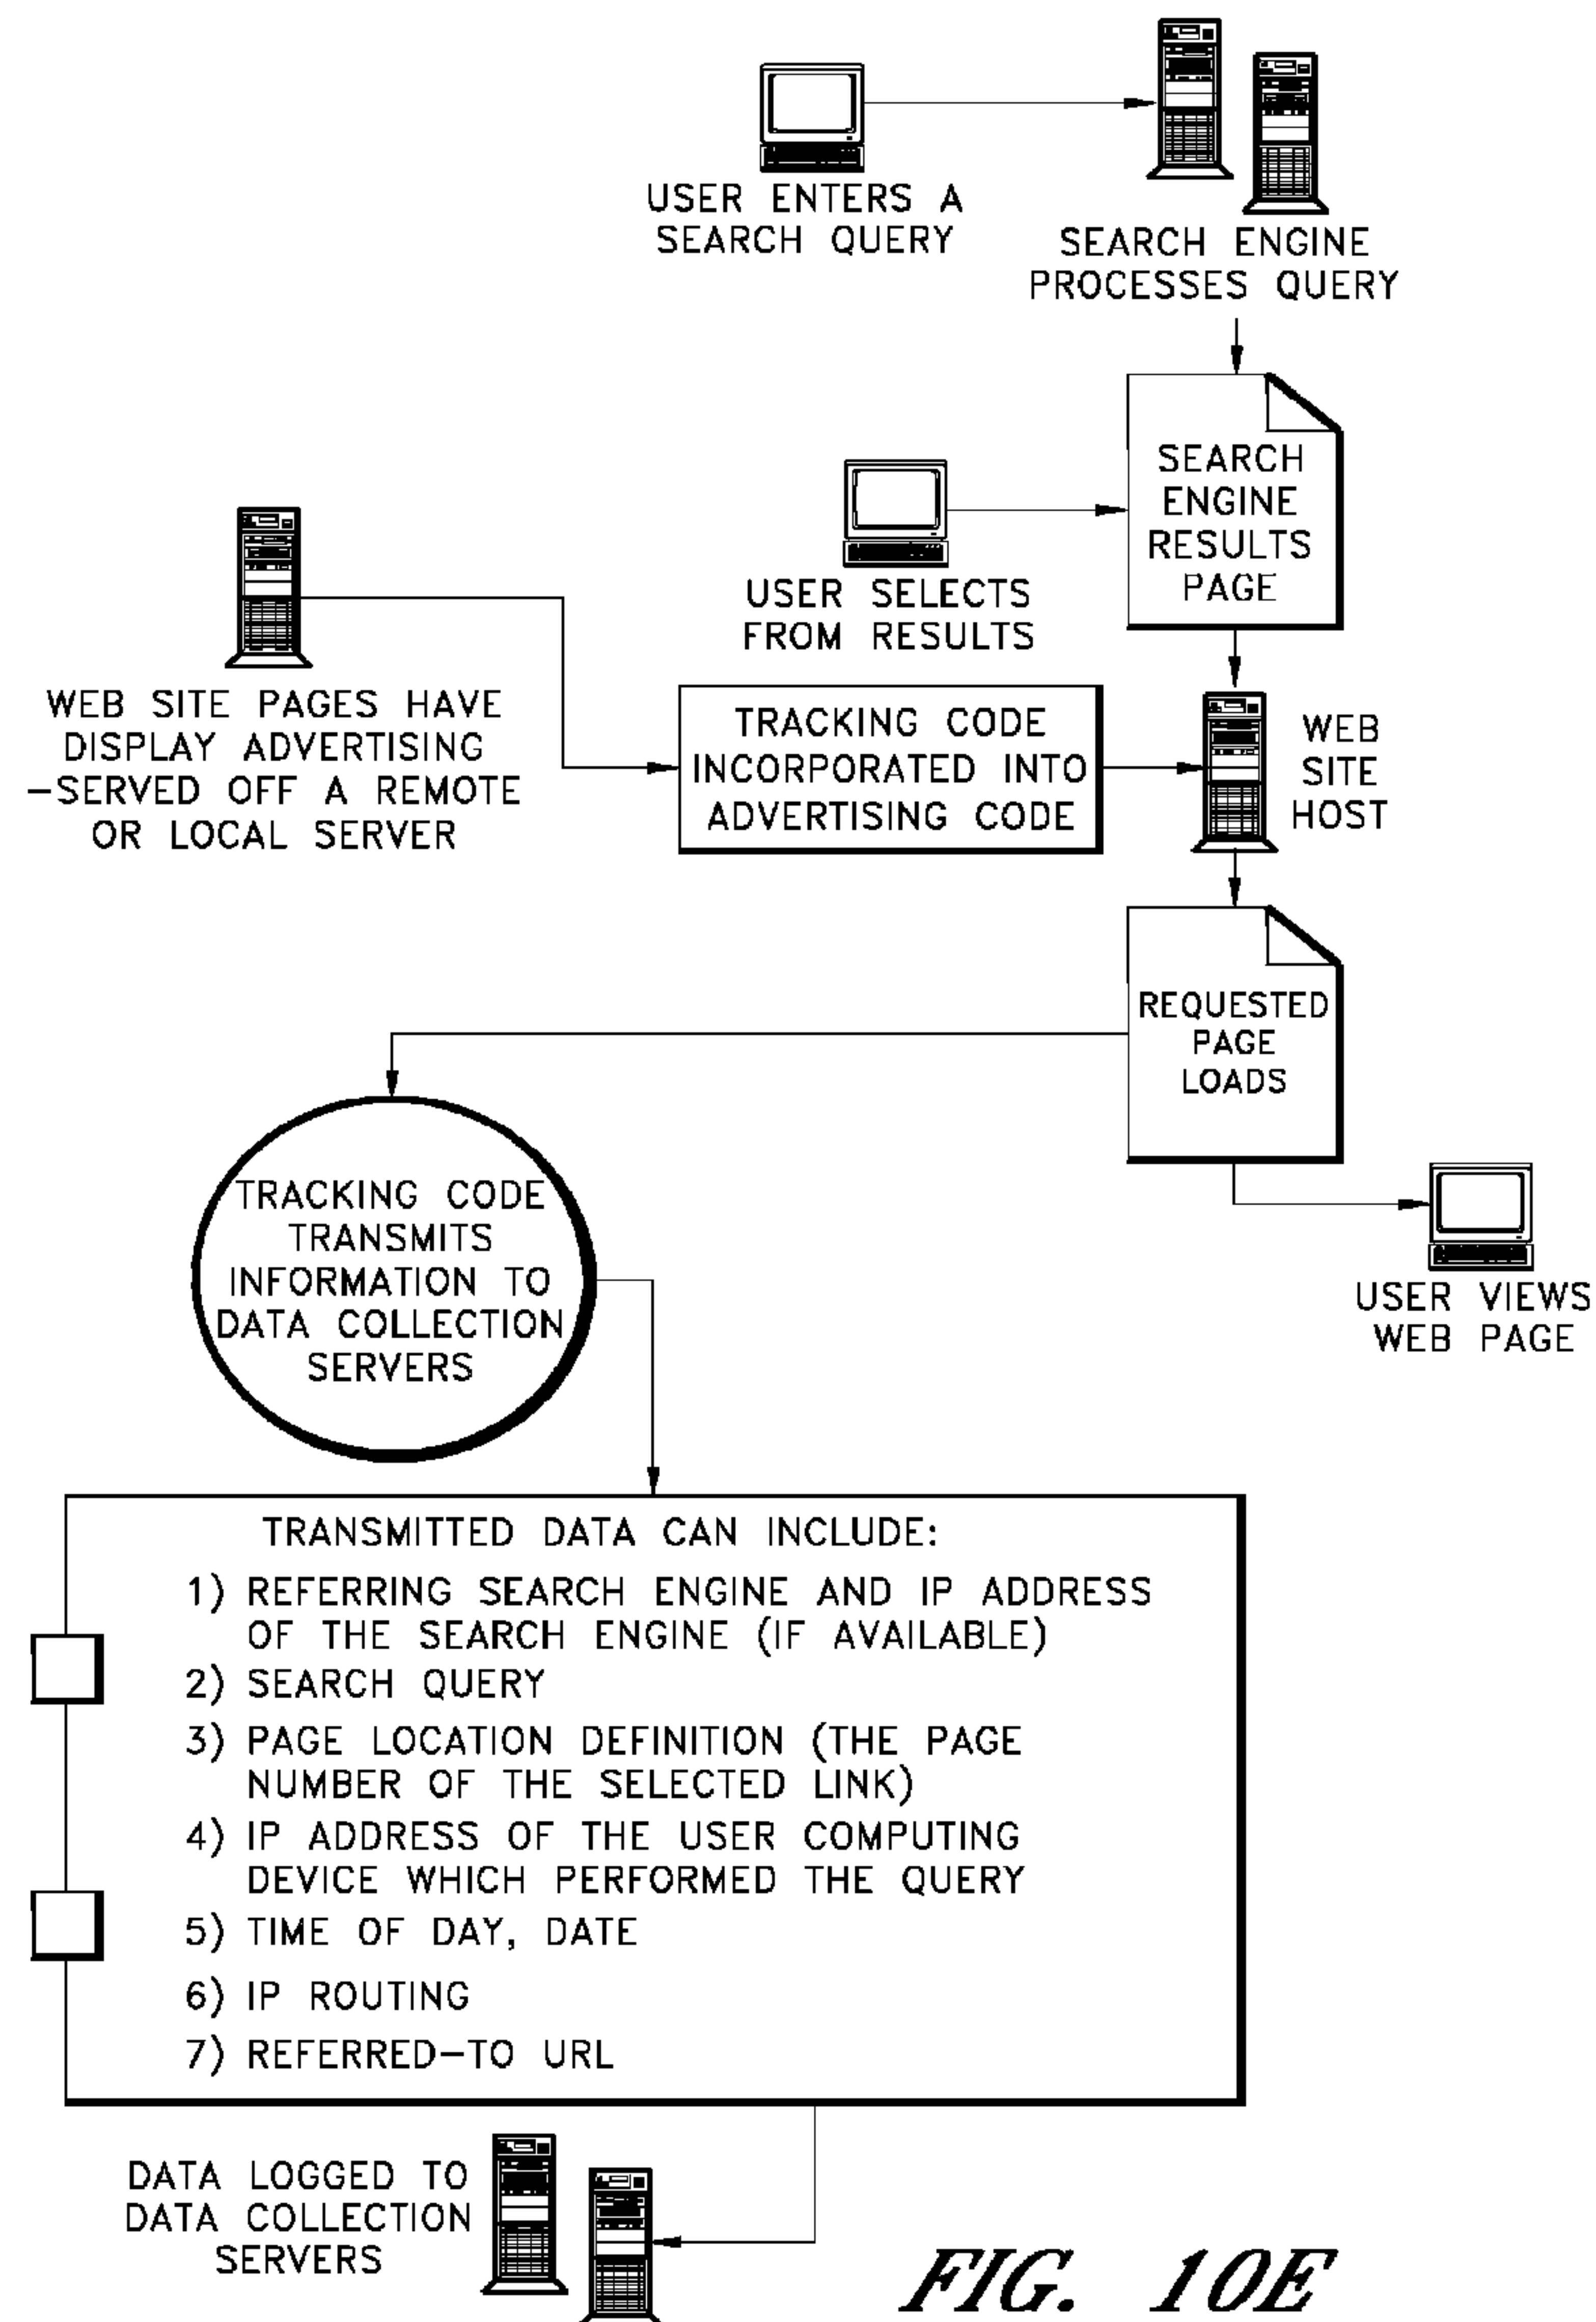 USER ENTERS A
SEARCH QUERY
SEARCH ENGINE
PROCESSES QUERY
SEARCH
ENGINE
RESULTS
PAGE
USER SELECTS
FROM RESULTS
WEB SITE PAGES HAVE
DISPLAY ADVERTISING
-SERVED OFF A REMOTE
OR LOCAL SERVER
TRACKING CODE
INCORPORATED INTO
ADVERTISING CODE
WEB
SITE
HOST
REQUESTED
PAGE
LOADS
TRACKING CODE
TRANSMITS
INFORMATION TO
DATA COLLECTION
SERVERS
USER VIEWS
WEB PAGE
TRANSMITTED DATA CAN INCLUDE:
1) REFERRING SEARCH ENGINE AND IP ADDRESS
OF THE SEARCH ENGINE (IF AVAILABLE)
2) SEARCH QUERY
3) PAGE LOCATION DEFINITION (THE PAGE
NUMBER OF THE SELECTED LINK)
4) IP ADDRESS OF THE USER COMPUTING
DEVICE WHICH PERFORMED THE QUERY
5) TIME OF DAY, DATE
6) IP ROUTING
7) REFERRED-TO URL
DATA LOGGED TO
DATA COLLECTION
SERVERS
FIG. 10E